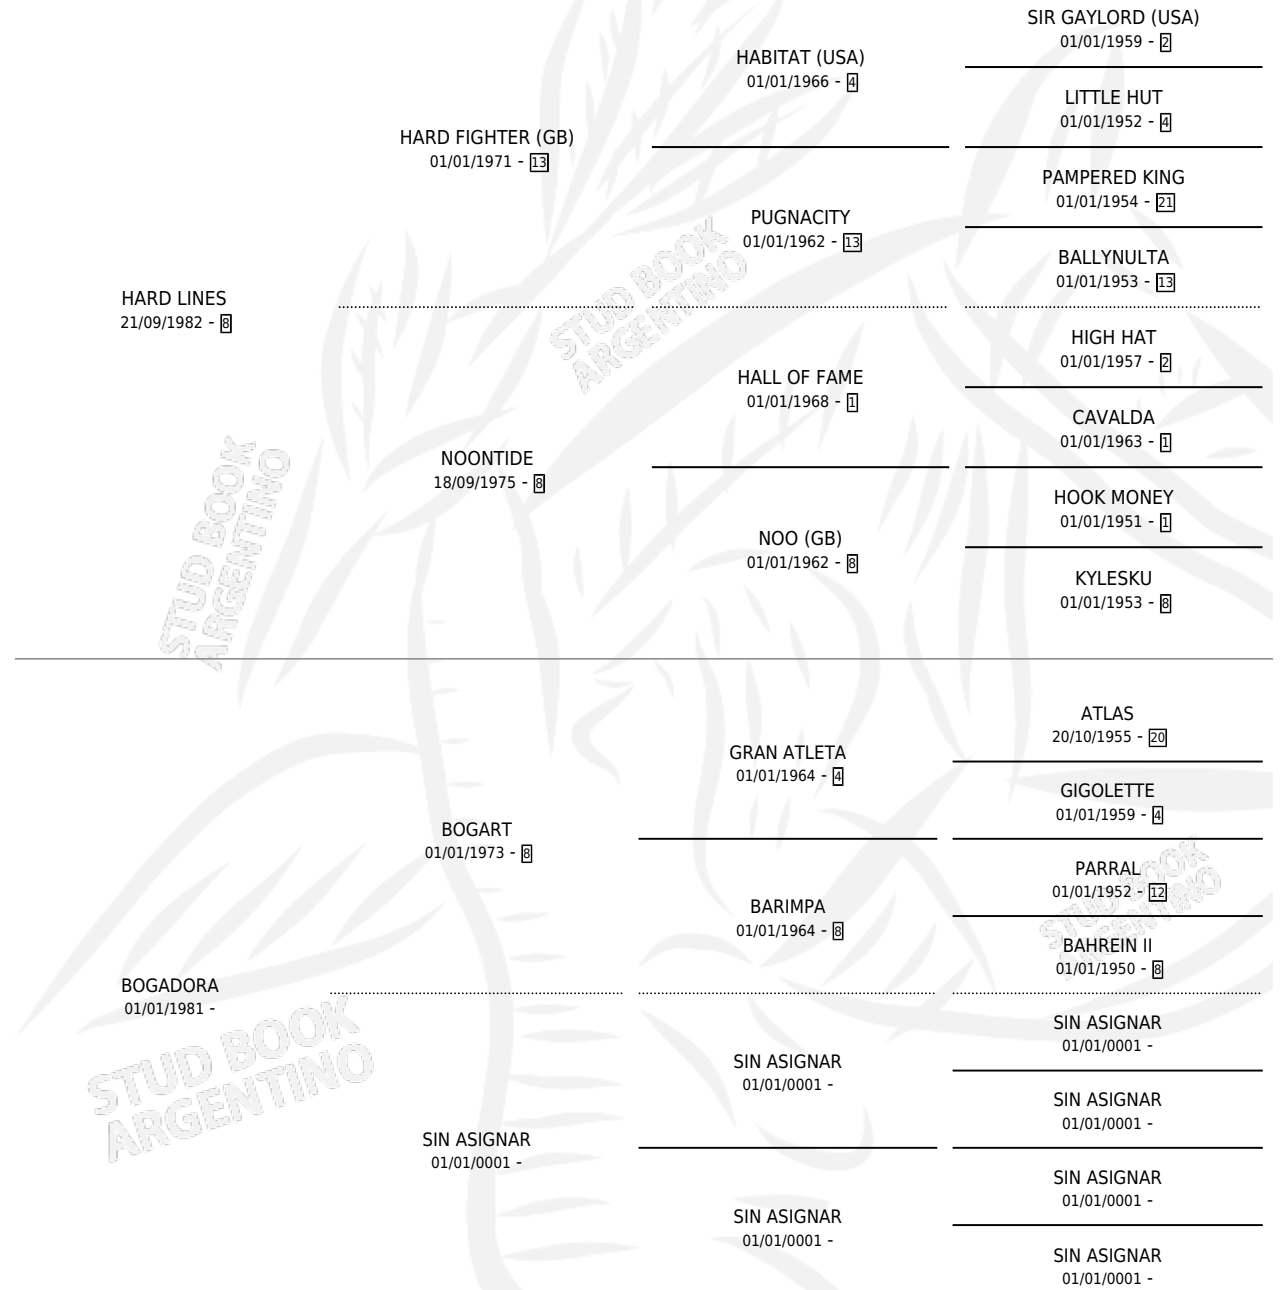 SIR GAYLORD (USA)
01/01/1959 - 2
HABITAT (USA)
01/01/1966 - 4
LITTLE HUT
01/01/1952 - 4
HARD FIGHTER (GB)
01/01/1971 - 13
PAMPERED KING
01/01/1954 - 21
PUGNACITY
01/01/1962 - 13
BALLYNULTA
01/01/1953 - 13
HARD LINES
21/09/1982 - 8
STUD BOOK
ARGENTINO
HIGH HAT
01/01/1957 - 2
HALL OF FAME
01/01/1968 - 1
CAVALDA
01/01/1963 - 1
NOONTIDE
18/09/1975 - 8
HOOK MONEY
01/01/1951 - 1
NOO (GB)
01/01/1962 - 8
KYLESKU
01/01/1953 - 8
STUD BOOK
ARGENTINO
ATLAS
20/10/1955 - 20
GRAN ATLETA
01/01/1964 - 4
GIGOLETTE
01/01/1959 - 4
BOGART
01/01/1973 - 8
PARRAL
01/01/1952 - 12
BARIMPA
01/01/1964 - 8
STUD BOOK
ARGENTINO
BAHREIN II
01/01/1950 - 8
BOGADORA
01/01/1981 -
SIN ASIGNAR
01/01/0001 -
SIN ASIGNAR
01/01/0001 -
STUD BOOK
ARGENTINO
SIN ASIGNAR
01/01/0001 -
SIN ASIGNAR
01/01/0001 -
SIN ASIGNAR
01/01/0001 -
SIN ASIGNAR
01/01/0001 -
SIN ASIGNAR
01/01/0001 -